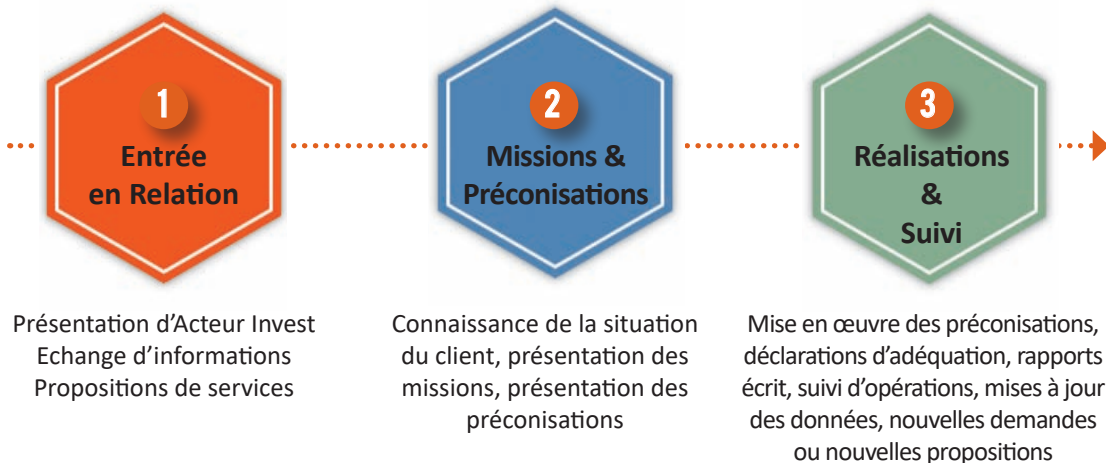 1
Entrée
en Relation
Présentation d’Acteur Invest
Echange d’informations
Propositions de services
2
Missions &
Préconisations
Connaissance de la situation
du client, présentation des
missions, présentation des
préconisations
3
Réalisations
&
Suivi
Mise en œuvre des préconisations,
déclarations d’adéquation, rapports
écrit, suivi d’opérations, mises à jour
des données, nouvelles demandes
ou nouvelles propositions